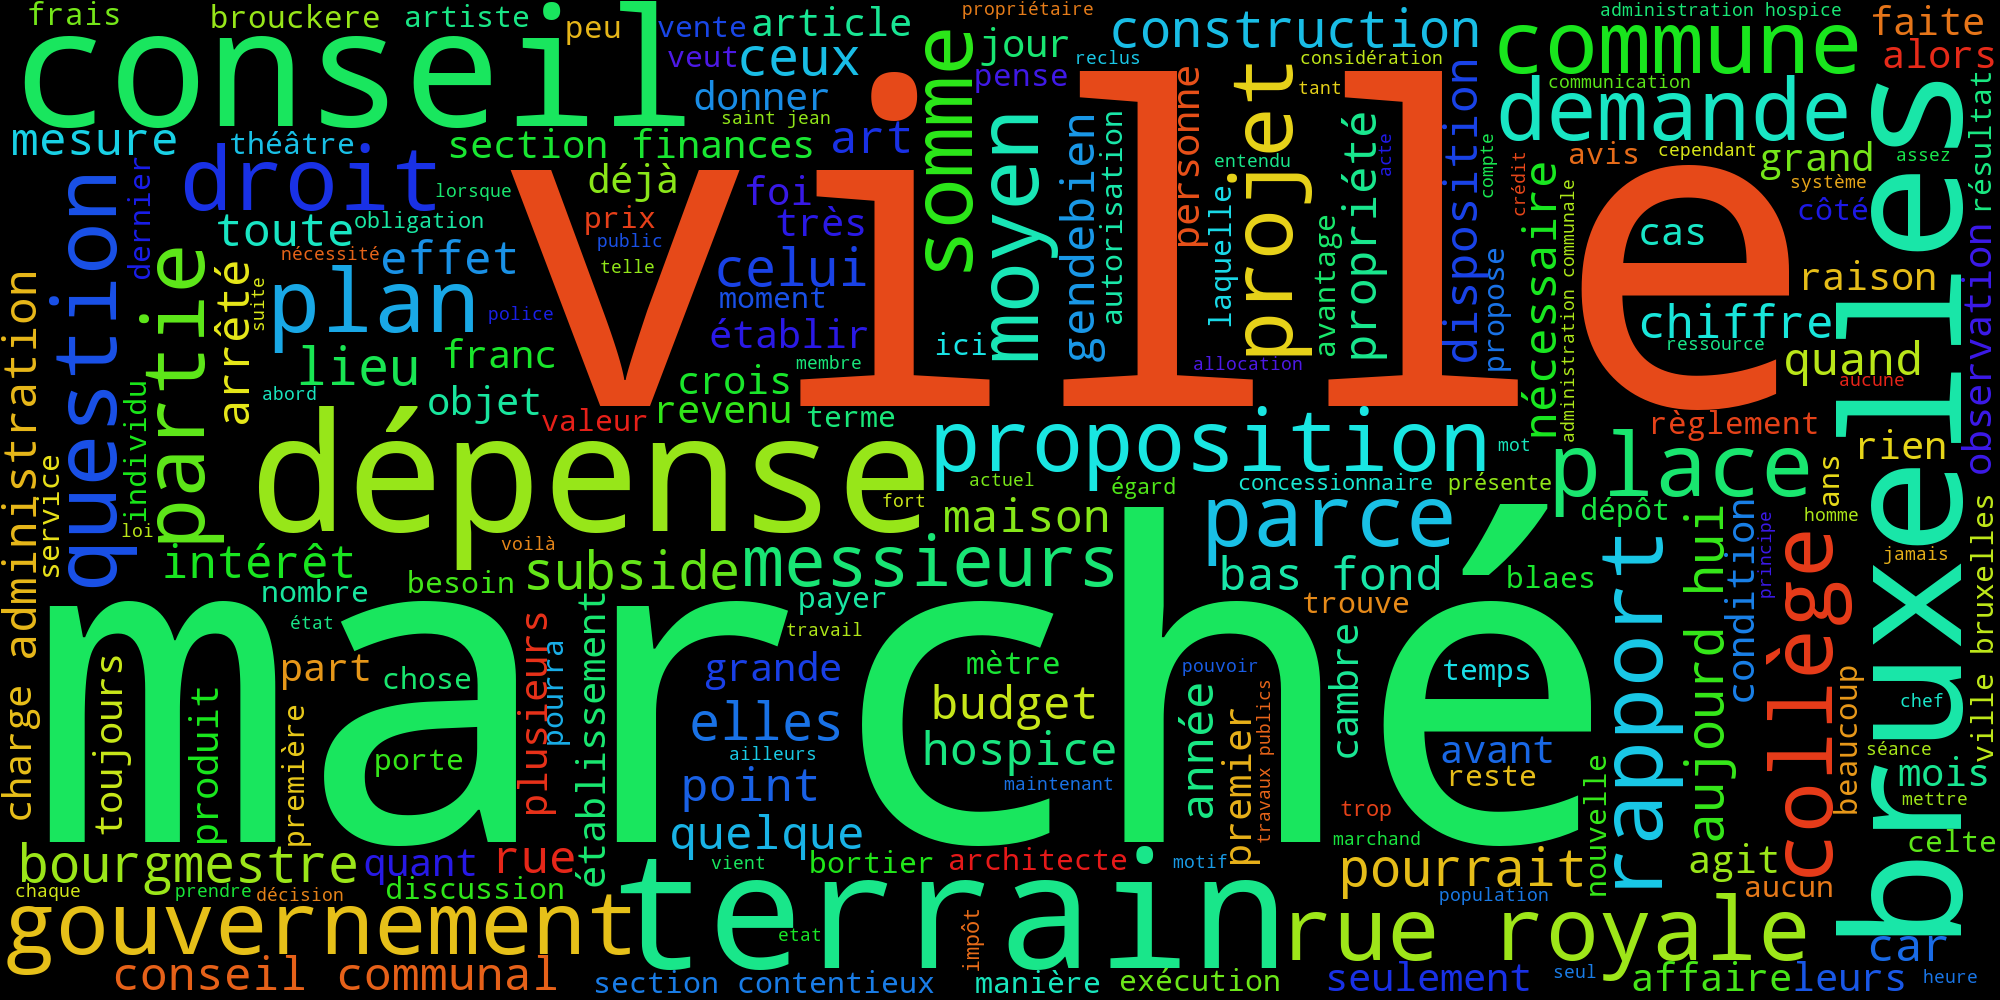 frais
brouckere
artiste
peu
vente
article
propriétaire
construction
administration hospice
faite
conseil
veut
ceux
somme
jour
reclus
considération
commune
alors
pense
donner
saint jean
tant
communication
mesure
théâtre
section finances
art
ville
moyen
gendebien
autorisation
personne
entendu
projet
propriété
acte
disposition
compte
crédit
demande
avis
cependant
grand
assez
résultat
question
dernier
droit
lorsque
déjà
foi
très
prix
public
telle
laquelle
avantage
propose
nécessaire
administration communale
système
côté
cas
bruxelles
observation
toute
obligation
nécessité
effet
celui
moment
partie
arrêté
suite
plan
police
établir
ici
membre
allocation
raison
chiffre
ressource
quand
aucune
charge administration
individu
lieu
abord
franc
objet
crois
valeur
revenu
terme
règlement
rien
dépense
proposition
mot
place
service
loi
actuel
égard
concessionnaire
présente
fort
maison
parce
dépôt
ans
homme
intérêt
voilà
besoin
subside
messieurs
bas fond
blaes
rapport
aujourd hui
condition
principe
collège
jamais
ville bruxelles
nombre
état
payer
travail
trouve
marché
toujours
produit
première
part
chose
porte
plusieurs
pourra
établissement
grande
elles
ailleurs
point
quelque
mètre
budget
hospice
maintenant
pouvoir
année
premier
travaux publics
cambre
temps
avant
reste
trop
marchand
nouvelle
beaucoup
chef
séance
mois
mettre
celte
bourgmestre
quant
rue
vient
bortier
architecte
motif
pourrait
population
agit
aucun
chaque
prendre
décision
discussion
gouvernement
terrain
etat
impôt
rue royale
car
conseil communal
section contentieux
manière
exécution
seulement
seul
affaire
leurs
heure